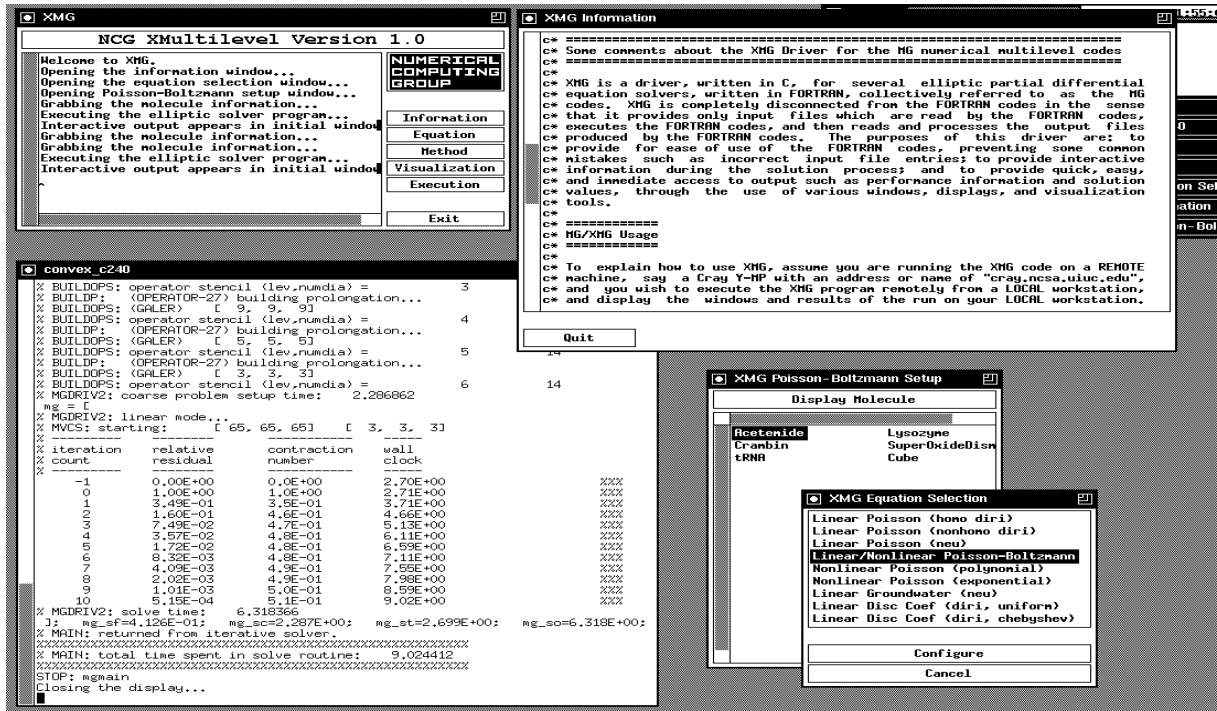 XMG
NCG XMultilevel Version 1.0
Welcome to XMG.
Opening the information window...
Opening the equation selection window...
Opening Poisson-Boltzmann setup window...
Grabbing the molecule information...
Executing the elliptic solver program...
Interactive output appears in initial window
Grabbing the molecule information...
Grabbing the molecule information...
Executing the elliptic solver program...
Interactive output appears in initial window
^
NUMERICAL
COMPUTING
GROUP
Information
Equation
Method
Visualization
Execution
Exit
XMG Information
c* =============================================================================
c* Some comments about the XMG Driver for the MG numerical multilevel codes
c* =============================================================================
c*
c* XMG is a driver, written in C, for several elliptic partial differential
c* equation solvers, written in FORTRAN, collectively referred to as the MG
c* codes. XMG is completely disconnected from the FORTRAN codes in the sense
c* that it provides only input files which are read by the FORTRAN codes,
c* executes the FORTRAN codes, and then reads and processes the output files
c* produced by the FORTRAN codes. The purposes of this driver are: to
c* provide for ease of use of the FORTRAN codes, preventing some common
c* mistakes such as incorrect input file entries; to provide interactive
c* information during the solution process; and to provide quick, easy,
c* and immediate access to output such as performance information and solution
c* values, through the use of various windows, displays, and visualization
c* tools.
c*
c* ============
c* MG/XMG Usage
c* ============
c*
c* To explain how to use XMG, assume you are running the XMG code on a REMOTE
c* machine, say a Cray Y-MP with an address or name of "cray.ncsa.uiuc.edu",
c* and you wish to execute the XMG program remotely from a LOCAL workstation,
c* and display the windows and results of the run on your LOCAL workstation.
Quit
:55:
0
on Sel
ation
n-Bol
convex_c240
% BUILDOPS: operator stencil (lev,numdia) = 3
% BUILDP: (OPERATOR-27) building prolongation...
% BUILDOPS: (GALER) [ 9, 9, 9]
% BUILDOPS: operator stencil (lev,numdia) = 4
% BUILDP: (OPERATOR-27) building prolongation...
% BUILDOPS: (GALER) [ 5, 5, 5]
% BUILDOPS: operator stencil (lev,numdia) = 5 14
% BUILDP: (OPERATOR-27) building prolongation...
% BUILDOPS: (GALER) [ 3, 3, 3]
% BUILDOPS: operator stencil (lev,numdia) = 6 14
% MGDRIV2: coarse problem setup time: 2.286862
mg = [
% MGDRIV2: linear mode...
% MVCS: starting: [ 65, 65, 65] [ 3, 3, 3]
% --------- -------- ----------- -----
% iteration relative contraction wall
% count residual number clock
% --------- -------- ----------- -----
-1 0.00E+00 0.0E+00 2.70E+00 %%%
0 1.00E+00 1.0E+00 2.71E+00 %%%
1 3.49E-01 3.5E-01 3.71E+00 %%%
2 1.60E-01 4.6E-01 4.66E+00 %%%
3 7.49E-02 4.7E-01 5.13E+00 %%%
4 3.57E-02 4.8E-01 6.11E+00 %%%
5 1.72E-02 4.8E-01 6.59E+00 %%%
6 8.32E-03 4.8E-01 7.11E+00 %%%
7 4.09E-03 4.9E-01 7.55E+00 %%%
8 2.02E-03 4.9E-01 7.98E+00 %%%
9 1.01E-03 5.0E-01 8.59E+00 %%%
10 5.15E-04 5.1E-01 9.02E+00 %%%
% MGDRIV2: solve time: 6.318366
]; mg_sf=4.126E-01; mg_sc=2.287E+00; mg_st=2.699E+00; mg_so=6.318E+00;
% MAIN: returned from iterative solver.
%%%%%%%%%%%%%%%%%%%%%%%%%%%%%%%%%%%%%%%%%%%%%%%%%%%%%%%%%%%%
% MAIN: total time spent in solve routine: 9.024412
%%%%%%%%%%%%%%%%%%%%%%%%%%%%%%%%%%%%%%%%%%%%%%%%%%%%%%%%%%%%
STOP: mgmain
Closing the display...
XMG Poisson-Boltzmann Setup
Display Molecule
Acetemide Lysozyme
Crambin SuperOxideDism
tRNA Cube
XMG Equation Selection
Linear Poisson (homo diri)
Linear Poisson (nonhomo diri)
Linear Poisson (neu)
Linear/Nonlinear Poisson-Boltzmann
Nonlinear Poisson (polynomial)
Nonlinear Poisson (exponential)
Linear Groundwater (neu)
Linear Disc Coef (diri, uniform)
Linear Disc Coef (diri, chebyshev)
Configure
Cancel